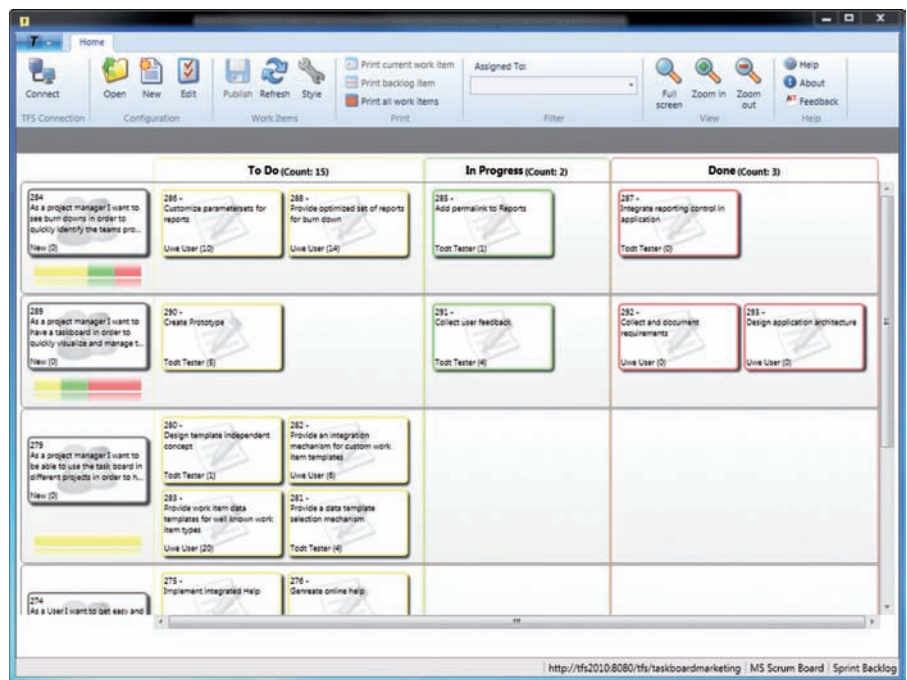 T
Home
Connect
Open
New
Edit
Publish
Refresh
Style
Print current work item
Print backlog item
Print all work items
Assigned To:
Full screen
Zoom in
Zoom out
Help
About
Feedback
TFS Connection
Configuration
Work Items
Print
Filter
View
Help
To Do (Count: 15)
In Progress (Count: 2)
Done (Count: 3)
284
As a project manager I want to
see burn downs in order to
quickly identify the teams pro...
New (0)
286 -
Customize parametersets for
reports
Uwe User (10)
288 -
Provide optimized set of reports
for burn down
Uwe User (14)
285 -
Add permalink to Reports
Todt Tester (1)
287 -
Integrate reporting control in
application
Todt Tester (0)
289
As a project manager I want to
have a taskboard in order to
quickly visualize and manage t...
New (0)
290 -
Create Prototype
Todt Tester (5)
291 -
Collect user feedback
Todt Tester (4)
292 -
Collect and document
requirements
Uwe User (0)
293 -
Design application architecture
Uwe User (0)
279
As a project manager I want to
be able to use the task board in
different projects in order to h...
New (0)
280 -
Design template independent
concept
Todt Tester (1)
282 -
Provide an integration
mechanism for custom work
item templates
Uwe User (6)
283 -
Provide work item data
templates for well known work
item types
Uwe User (20)
281 -
Provide a data template
selection mechanism
Todt Tester (4)
274
As a User I want to get easy and
275 -
Implement integrated Help
276 -
Genreate online help
http://tfs2010:8080/tfs/taskboardmarketing
MS Scrum Board
Sprint Backlog